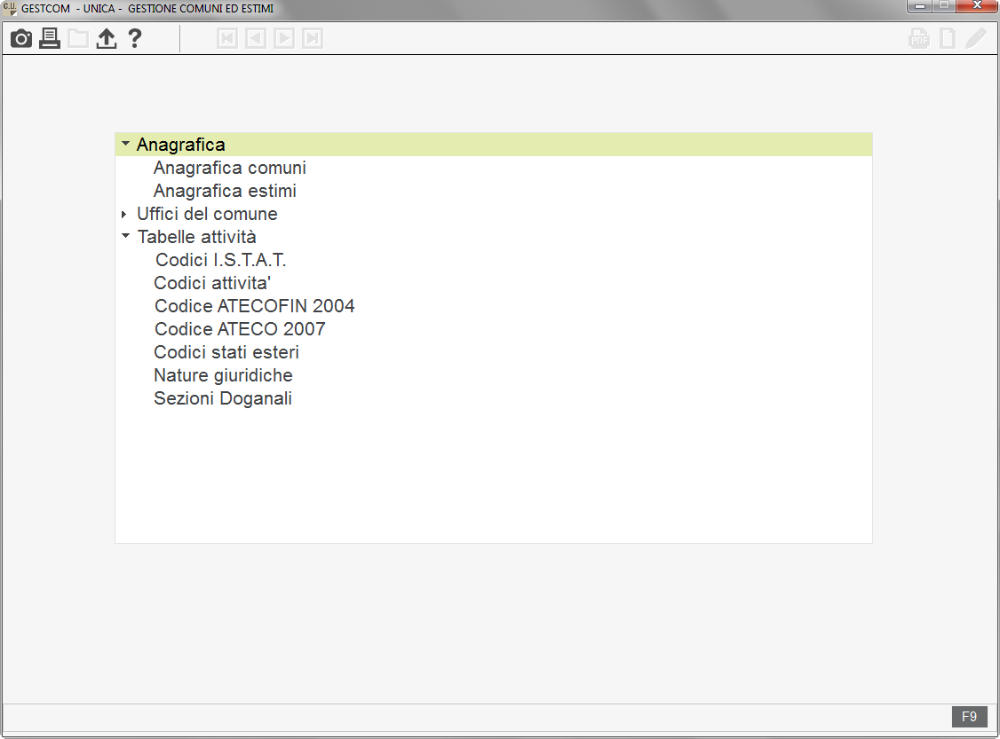 C.U. GESTCOM - UNICA - GESTIONE COMUNI ED ESTIMI
?
PDF
Anagrafica
Anagrafica comuni
Anagrafica estimi
Uffici del comune
Tabelle attività
Codici I.S.T.A.T.
Codici attivita'
Codice ATECOFIN 2004
Codice ATECO 2007
Codici stati esteri
Nature giuridiche
Sezioni Doganali
F9